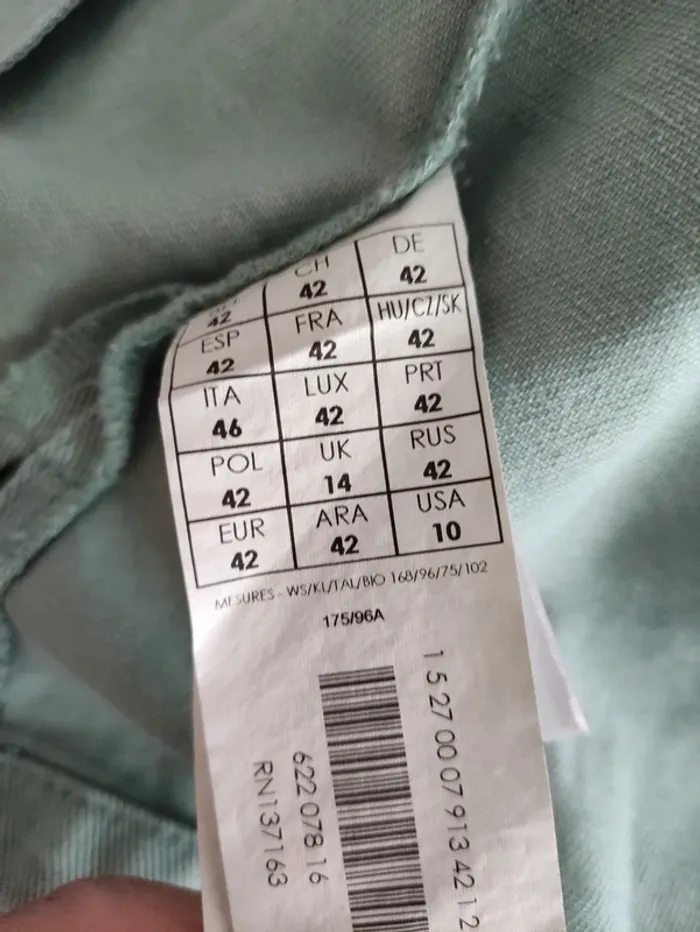 CH DE
42 42 42
ESP FRA HU/CZ/SK
42 42 42
ITA LUX PRT
46 42 42
POL UK RUS
42 14 42
EUR ARA USA
42 42 10
MESURES - WS/KL/TAL/BIO 168/96/75/102
175/96A
1 5 27 00 07 913 42 1 2
622 078 16
RN137163